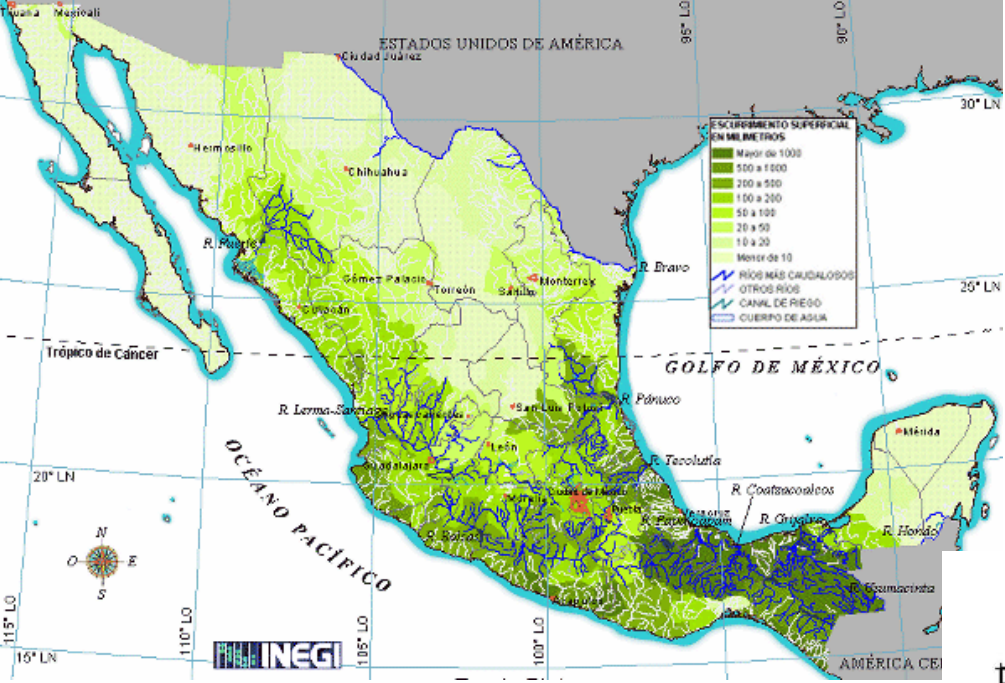 Tijuana Mexicali
ESTADOS UNIDOS DE AMÉRICA
95° LO
90° LO
Ciudad Juárez
30° LN
ESCURRIMIENTO SUPERFICIAL
EN MILIMETROS
Mayor de 1000
500 a 1000
200 a 500
100 a 200
50 a 100
20 a 50
10 a 20
Menor de 10
RÍOS MÁS CAUDALOSOS
OTROS RÍOS
CANAL DE RIEGO
CUERPO DE AGUA
Hermosillo
Chihuahua
R. Fuerte
R. Bravo
Gómez Palacio
Torreón
Saltillo
Monterrey
25° LN
Culiacán
Trópico de Cáncer
GOLFO DE MÉXICO
R. Pánuco
R. Lerma-Santiago
San Luis Potosí
Mérida
León
R. Tecolutla
Guadalajara
20° LN
OCÉANO PACÍFICO
R. Coatzacoalcos
Ciudad de México
Puebla
Veracruz
R. Papaloapam
R. Grijalva
R. Hondo
R. Balsas
N
O E
S
R. Usumacinta
Acapulco
115° LO
110° LO
105° LO
100° LO
15° LN
INEGI
AMÉRICA CE